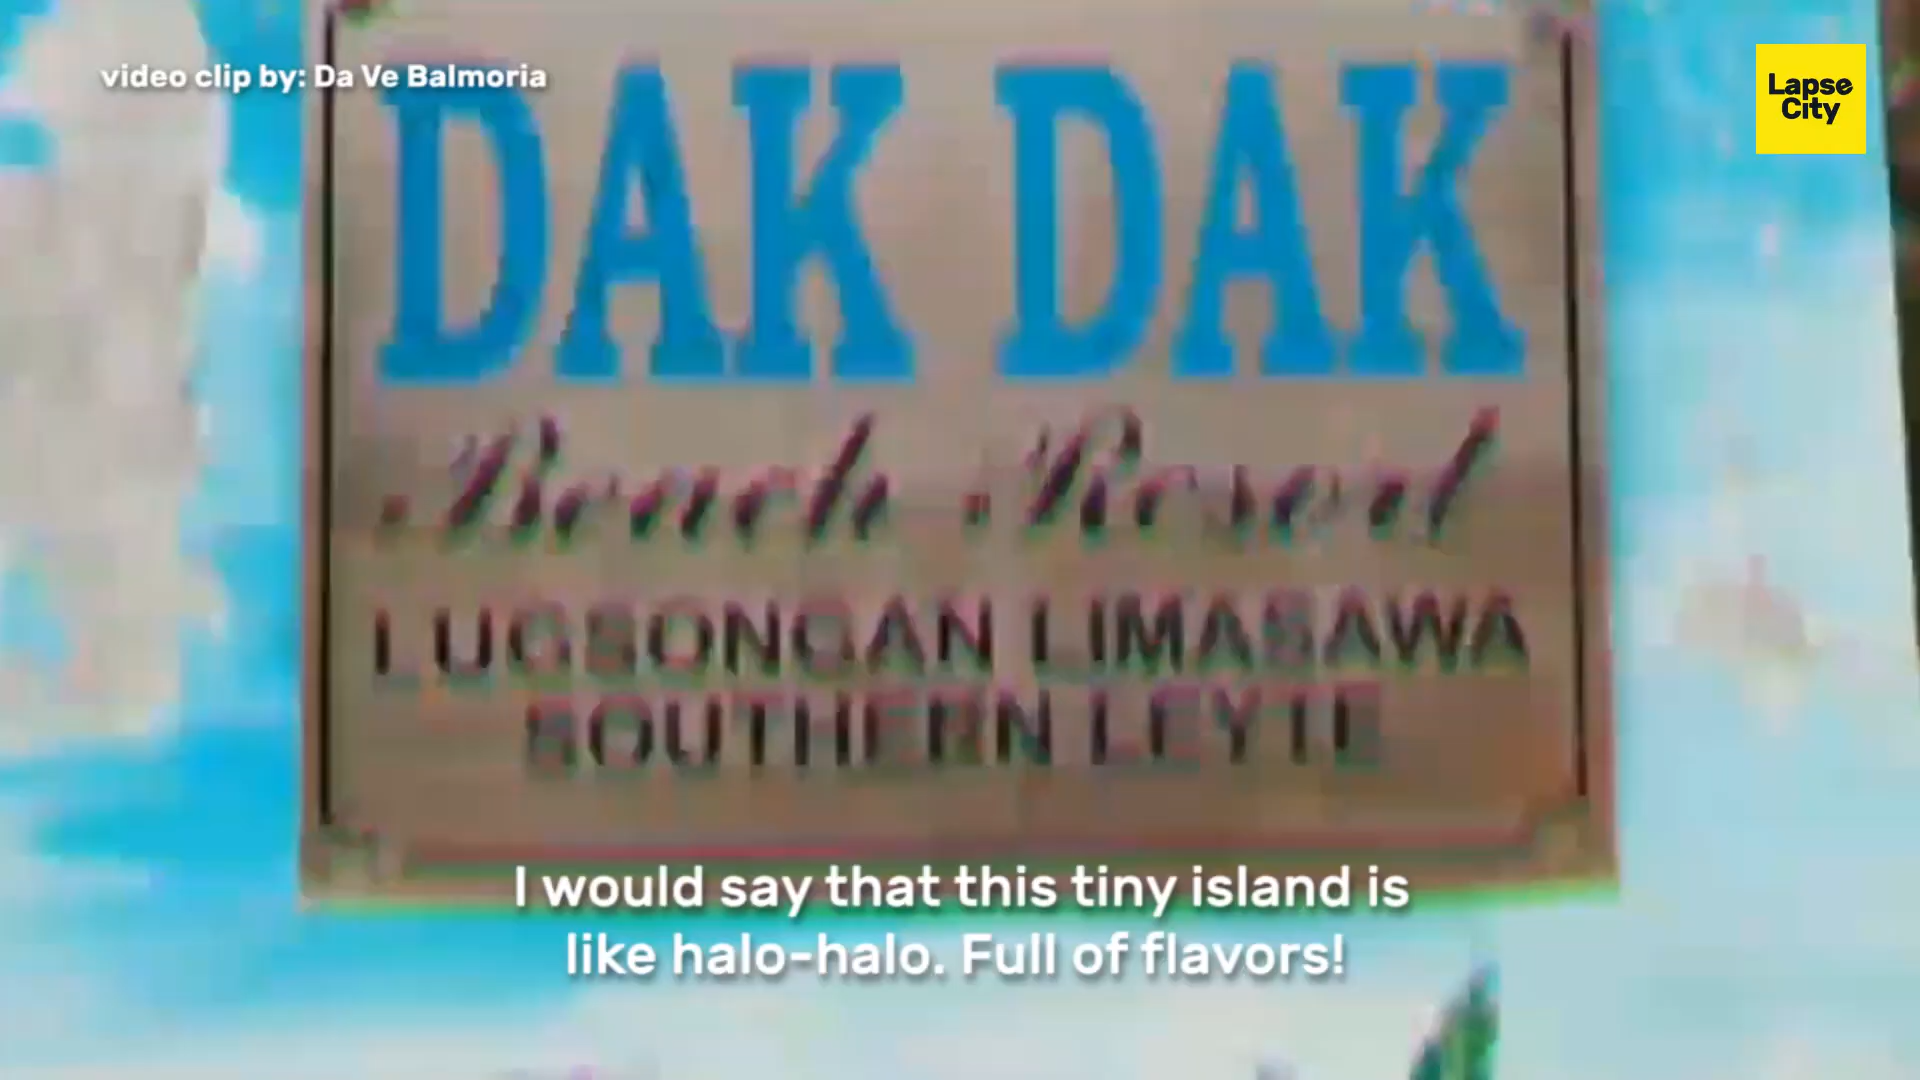 video clip by: Da Ve Balmoria
Lapse
City
DAK DAK
Beach Resort
LUGSONGAN LIMASAWA
SOUTHERN LEYTE
I would say that this tiny island is
like halo-halo. Full of flavors!